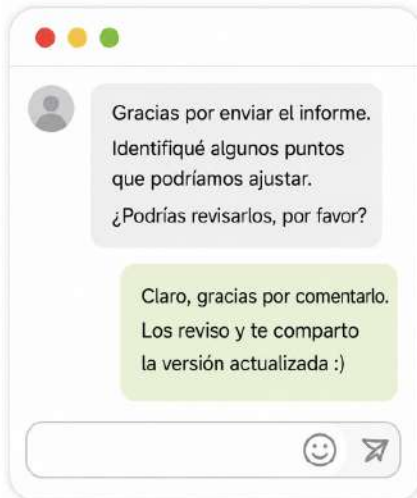 Gracias por enviar el informe.
Identifiqué algunos puntos
que podríamos ajustar.
¿Podrías revisarlos, por favor?
Claro, gracias por comentarlo.
Los reviso y te comparto
la versión actualizada :)